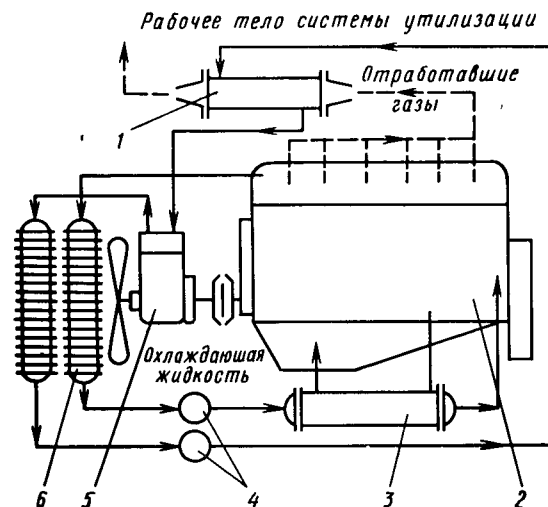 Рабочее тело системы утилизации
Отработавшие
газы
1
Охлаждающая
жидкость
6 5 4 3 2